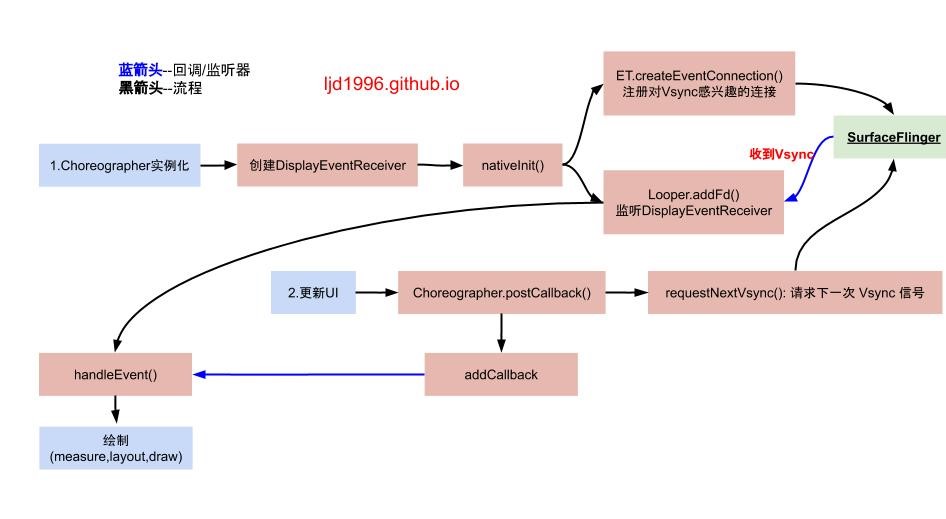 蓝箭头--回调/监听器
黑箭头--流程
ljd1996.github.io
ET.createEventConnection()
注册对Vsync感兴趣的连接
SurfaceFlinger
收到Vsync
1.Choreographer实例化
创建DisplayEventReceiver
nativeInit()
Looper.addFd()
监听DisplayEventReceiver
2.更新UI
Choreographer.postCallback()
requestNextVsync(): 请求下一次 Vsync 信号
handleEvent()
addCallback
绘制
(measure,layout,draw)